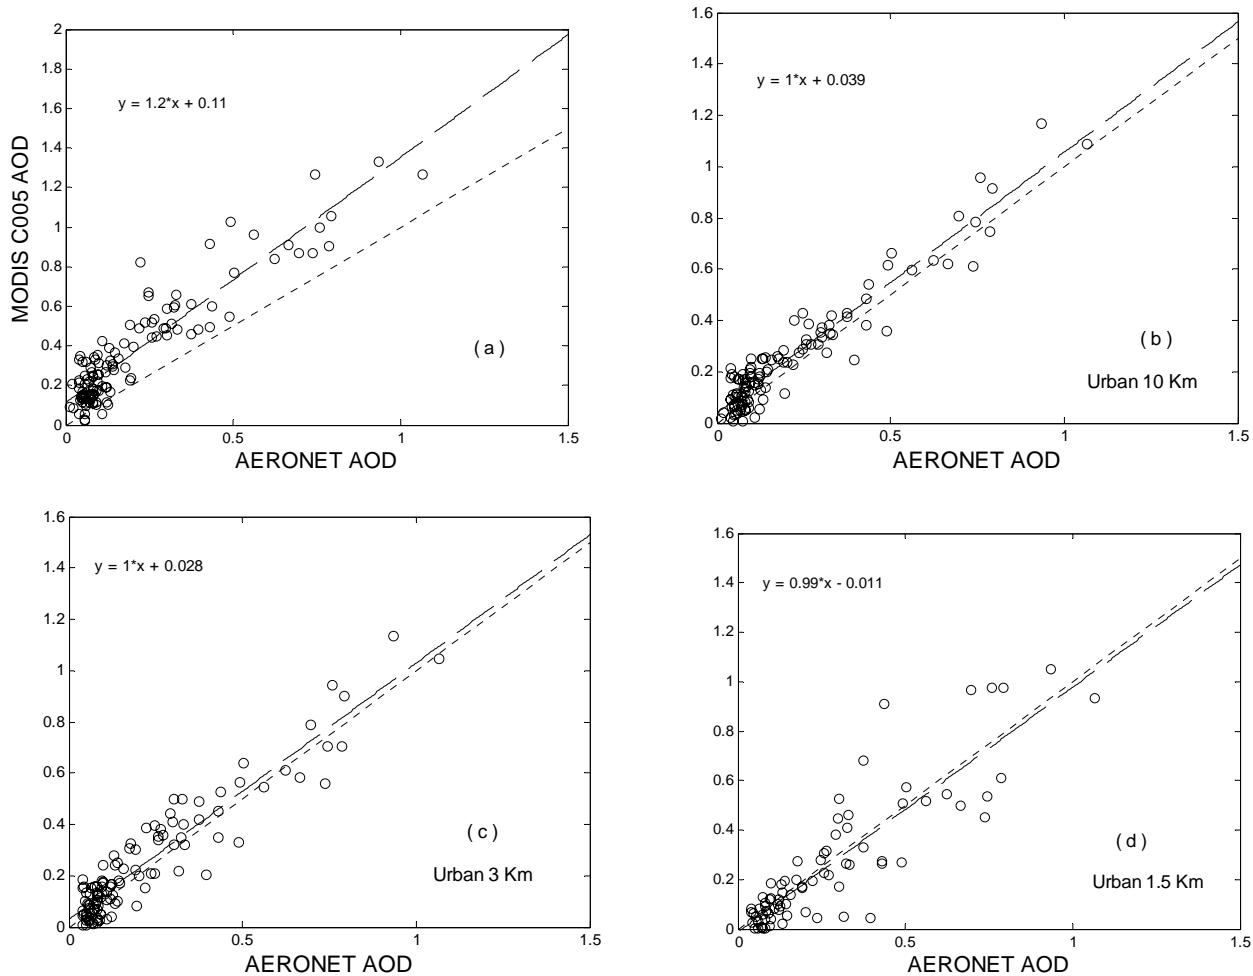 2
1.8
1.6
1.4
1.2
1
0.8
0.6
0.4
0.2
0
MODIS C005 AOD
y = 1.2*x + 0.11
( a )
0 0.5 1 1.5
AERONET AOD
1.6
1.4
1.2
1
0.8
0.6
0.4
0.2
0
y = 1*x + 0.039
( b )
Urban 10 Km
0 0.5 1 1.5
AERONET AOD
1.6
1.4
1.2
1
0.8
0.6
0.4
0.2
0
y = 1*x + 0.028
( c )
Urban 3 Km
0 0.5 1 1.5
AERONET AOD
1.6
1.4
1.2
1
0.8
0.6
0.4
0.2
0
y = 0.99*x - 0.011
( d )
Urban 1.5 Km
0 0.5 1 1.5
AERONET AOD